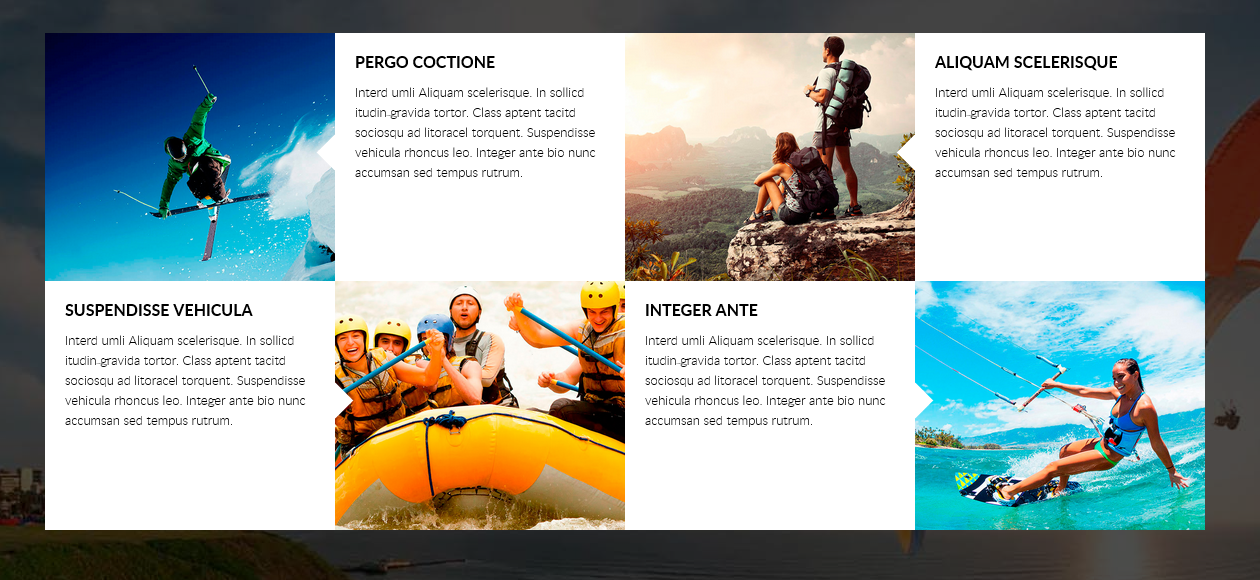 PERGO COCTIONE
Interd umli Aliquam scelerisque. In sollicd
itudin.gravida tortor. Class aptent tacitd
sociosqu ad litoracel torquent. Suspendisse
vehicula rhoncus leo. Integer ante bio nunc
accumsan sed tempus rutrum.
ALIQUAM SCELERISQUE
Interd umli Aliquam scelerisque. In sollicd
itudin.gravida tortor. Class aptent tacitd
sociosqu ad litoracel torquent. Suspendisse
vehicula rhoncus leo. Integer ante bio nunc
accumsan sed tempus rutrum.
SUSPENDISSE VEHICULA
Interd umli Aliquam scelerisque. In sollicd
itudin.gravida tortor. Class aptent tacitd
sociosqu ad litoracel torquent. Suspendisse
vehicula rhoncus leo. Integer ante bio nunc
accumsan sed tempus rutrum.
INTEGER ANTE
Interd umli Aliquam scelerisque. In sollicd
itudin.gravida tortor. Class aptent tacitd
sociosqu ad litoracel torquent. Suspendisse
vehicula rhoncus leo. Integer ante bio nunc
accumsan sed tempus rutrum.